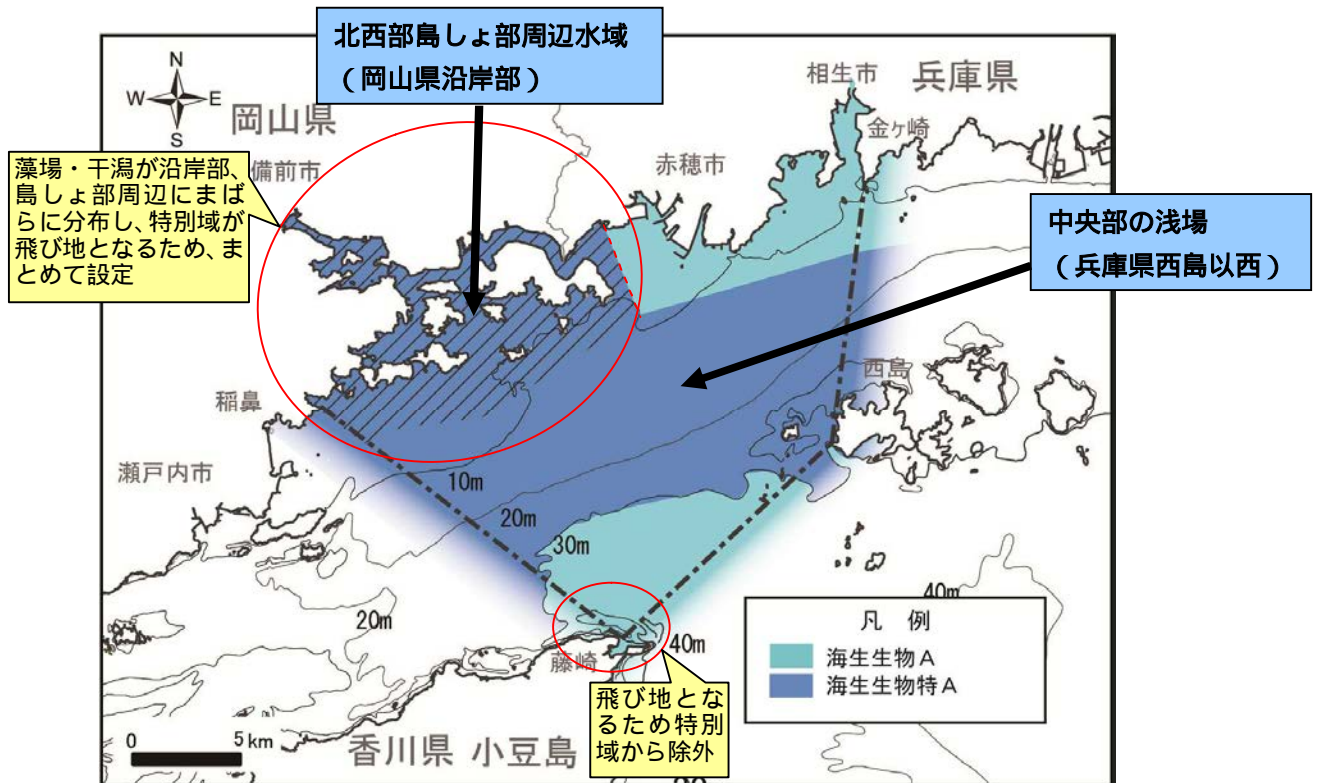 北西部島しょ部周辺水域
(岡山県沿岸部)
N
W
E
S
岡山県
相生市
兵庫県
金ヶ崎
備前市
赤穂市
藻場・干潟が沿岸部、
島しょ部周辺にまば
らに分布し、特別域が
飛び地となるため、ま
とめて設定
中央部の浅場
(兵庫県西島以西)
西島
稲鼻
瀬戸内市
10m
20m
30m
20m
40m
40m
藤崎
飛び地とな
るため特別
域から除外
凡 例
海生生物A
海生生物特A
0
5 km
香川県 小豆島